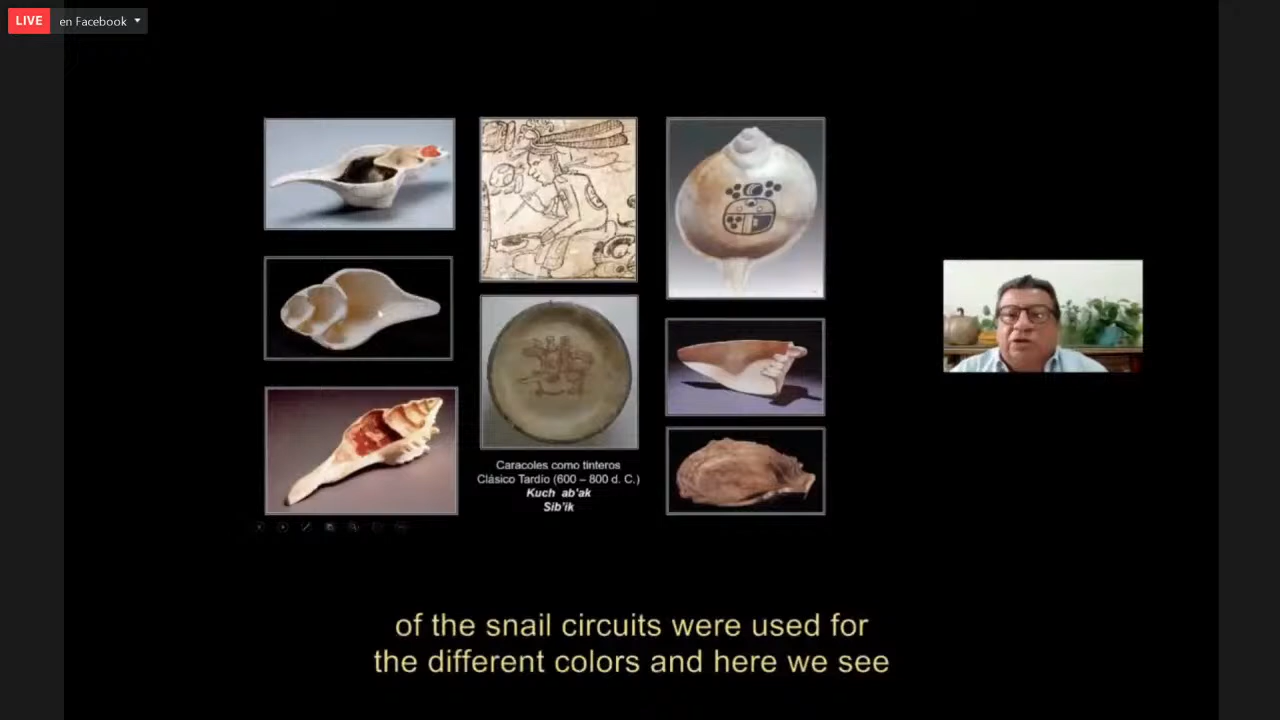 LIVE en Facebook
Caracoles como tinteros
Clásico Tardío (600 – 800 d. C.)
Kuch ab'ak
Sib'ik
of the snail circuits were used for
the different colors and here we see